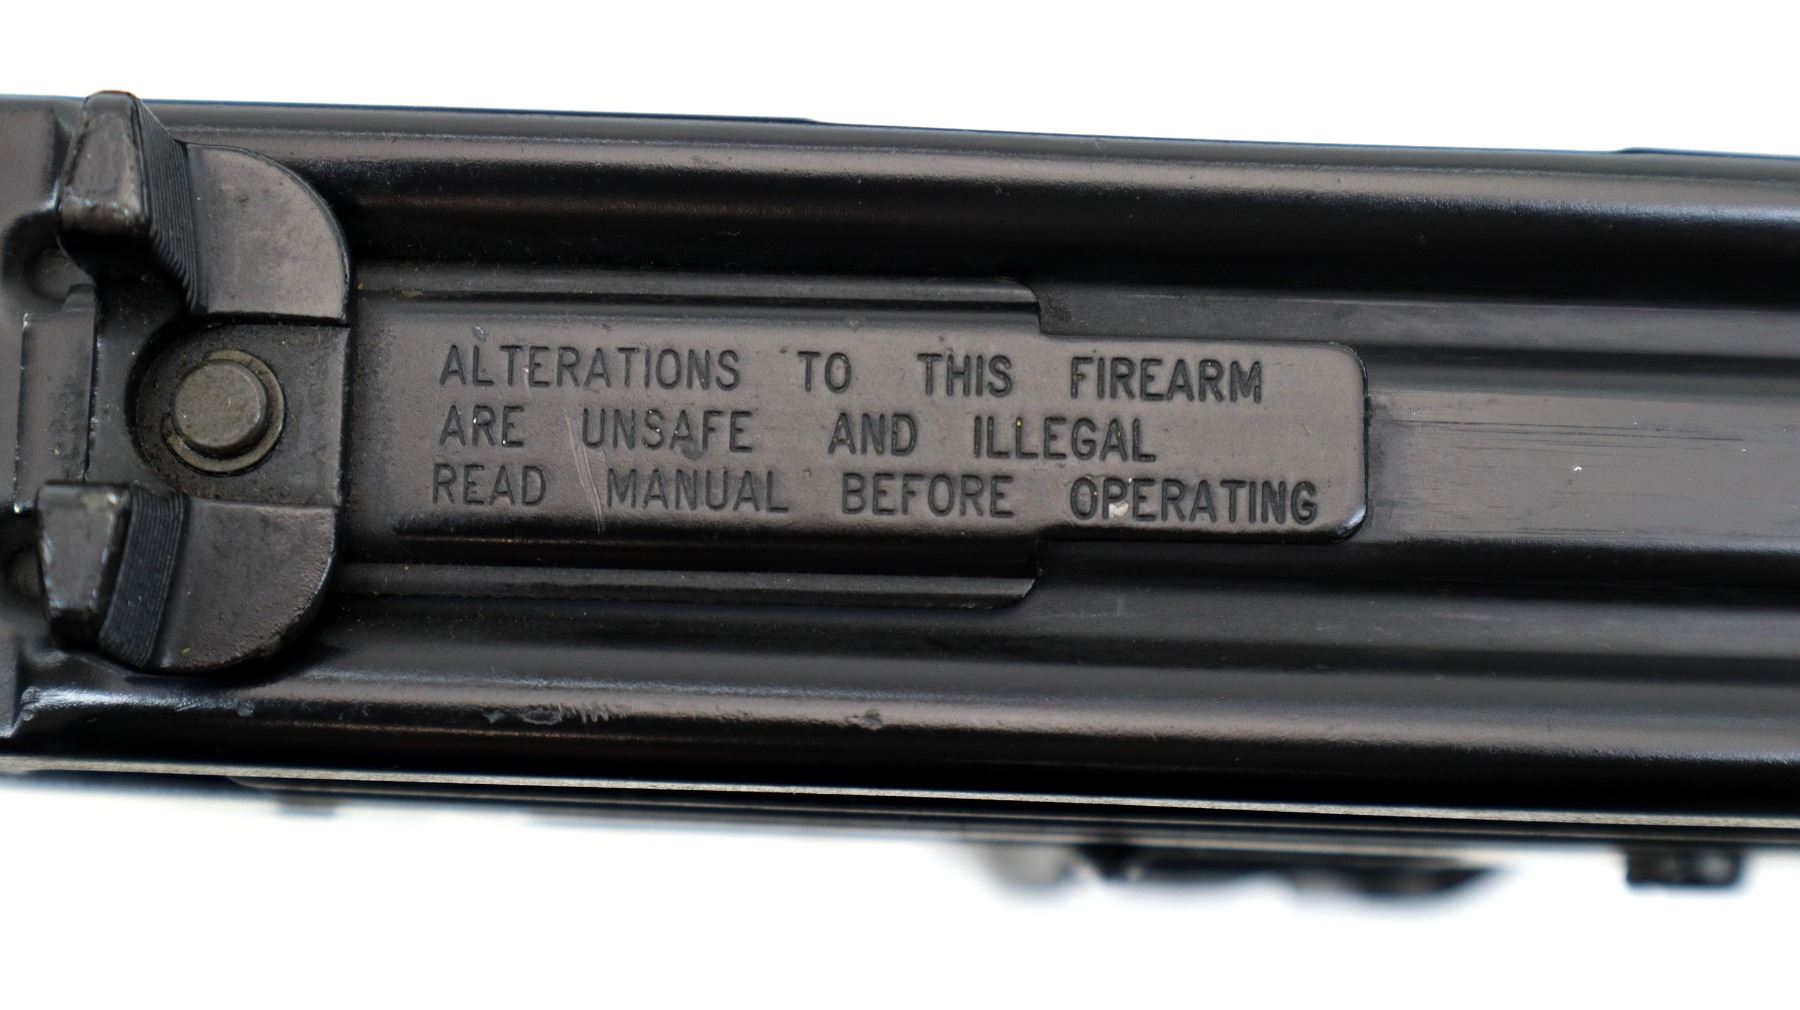 ALTERATIONS TO THIS FIREARM
ARE UNSAFE AND ILLEGAL
READ MANUAL BEFORE OPERATING